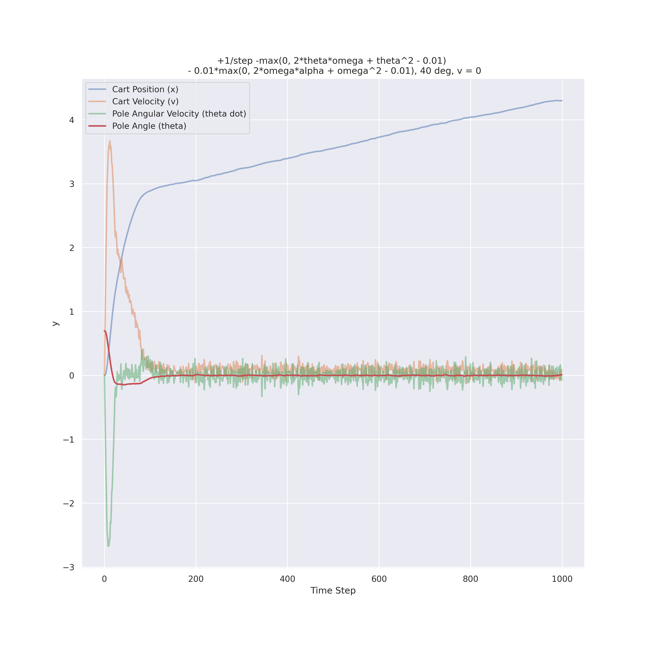 +1/step -max(0, 2*theta*omega + theta^2 - 0.01)
- 0.01*max(0, 2*omega*alpha + omega^2 - 0.01), 40 deg, v = 0
Cart Position (x)
Cart Velocity (v)
Pole Angular Velocity (theta dot)
Pole Angle (theta)
4
3
2
1
0
−1
−2
−3
y
0 200 400 600 800 1000
Time Step